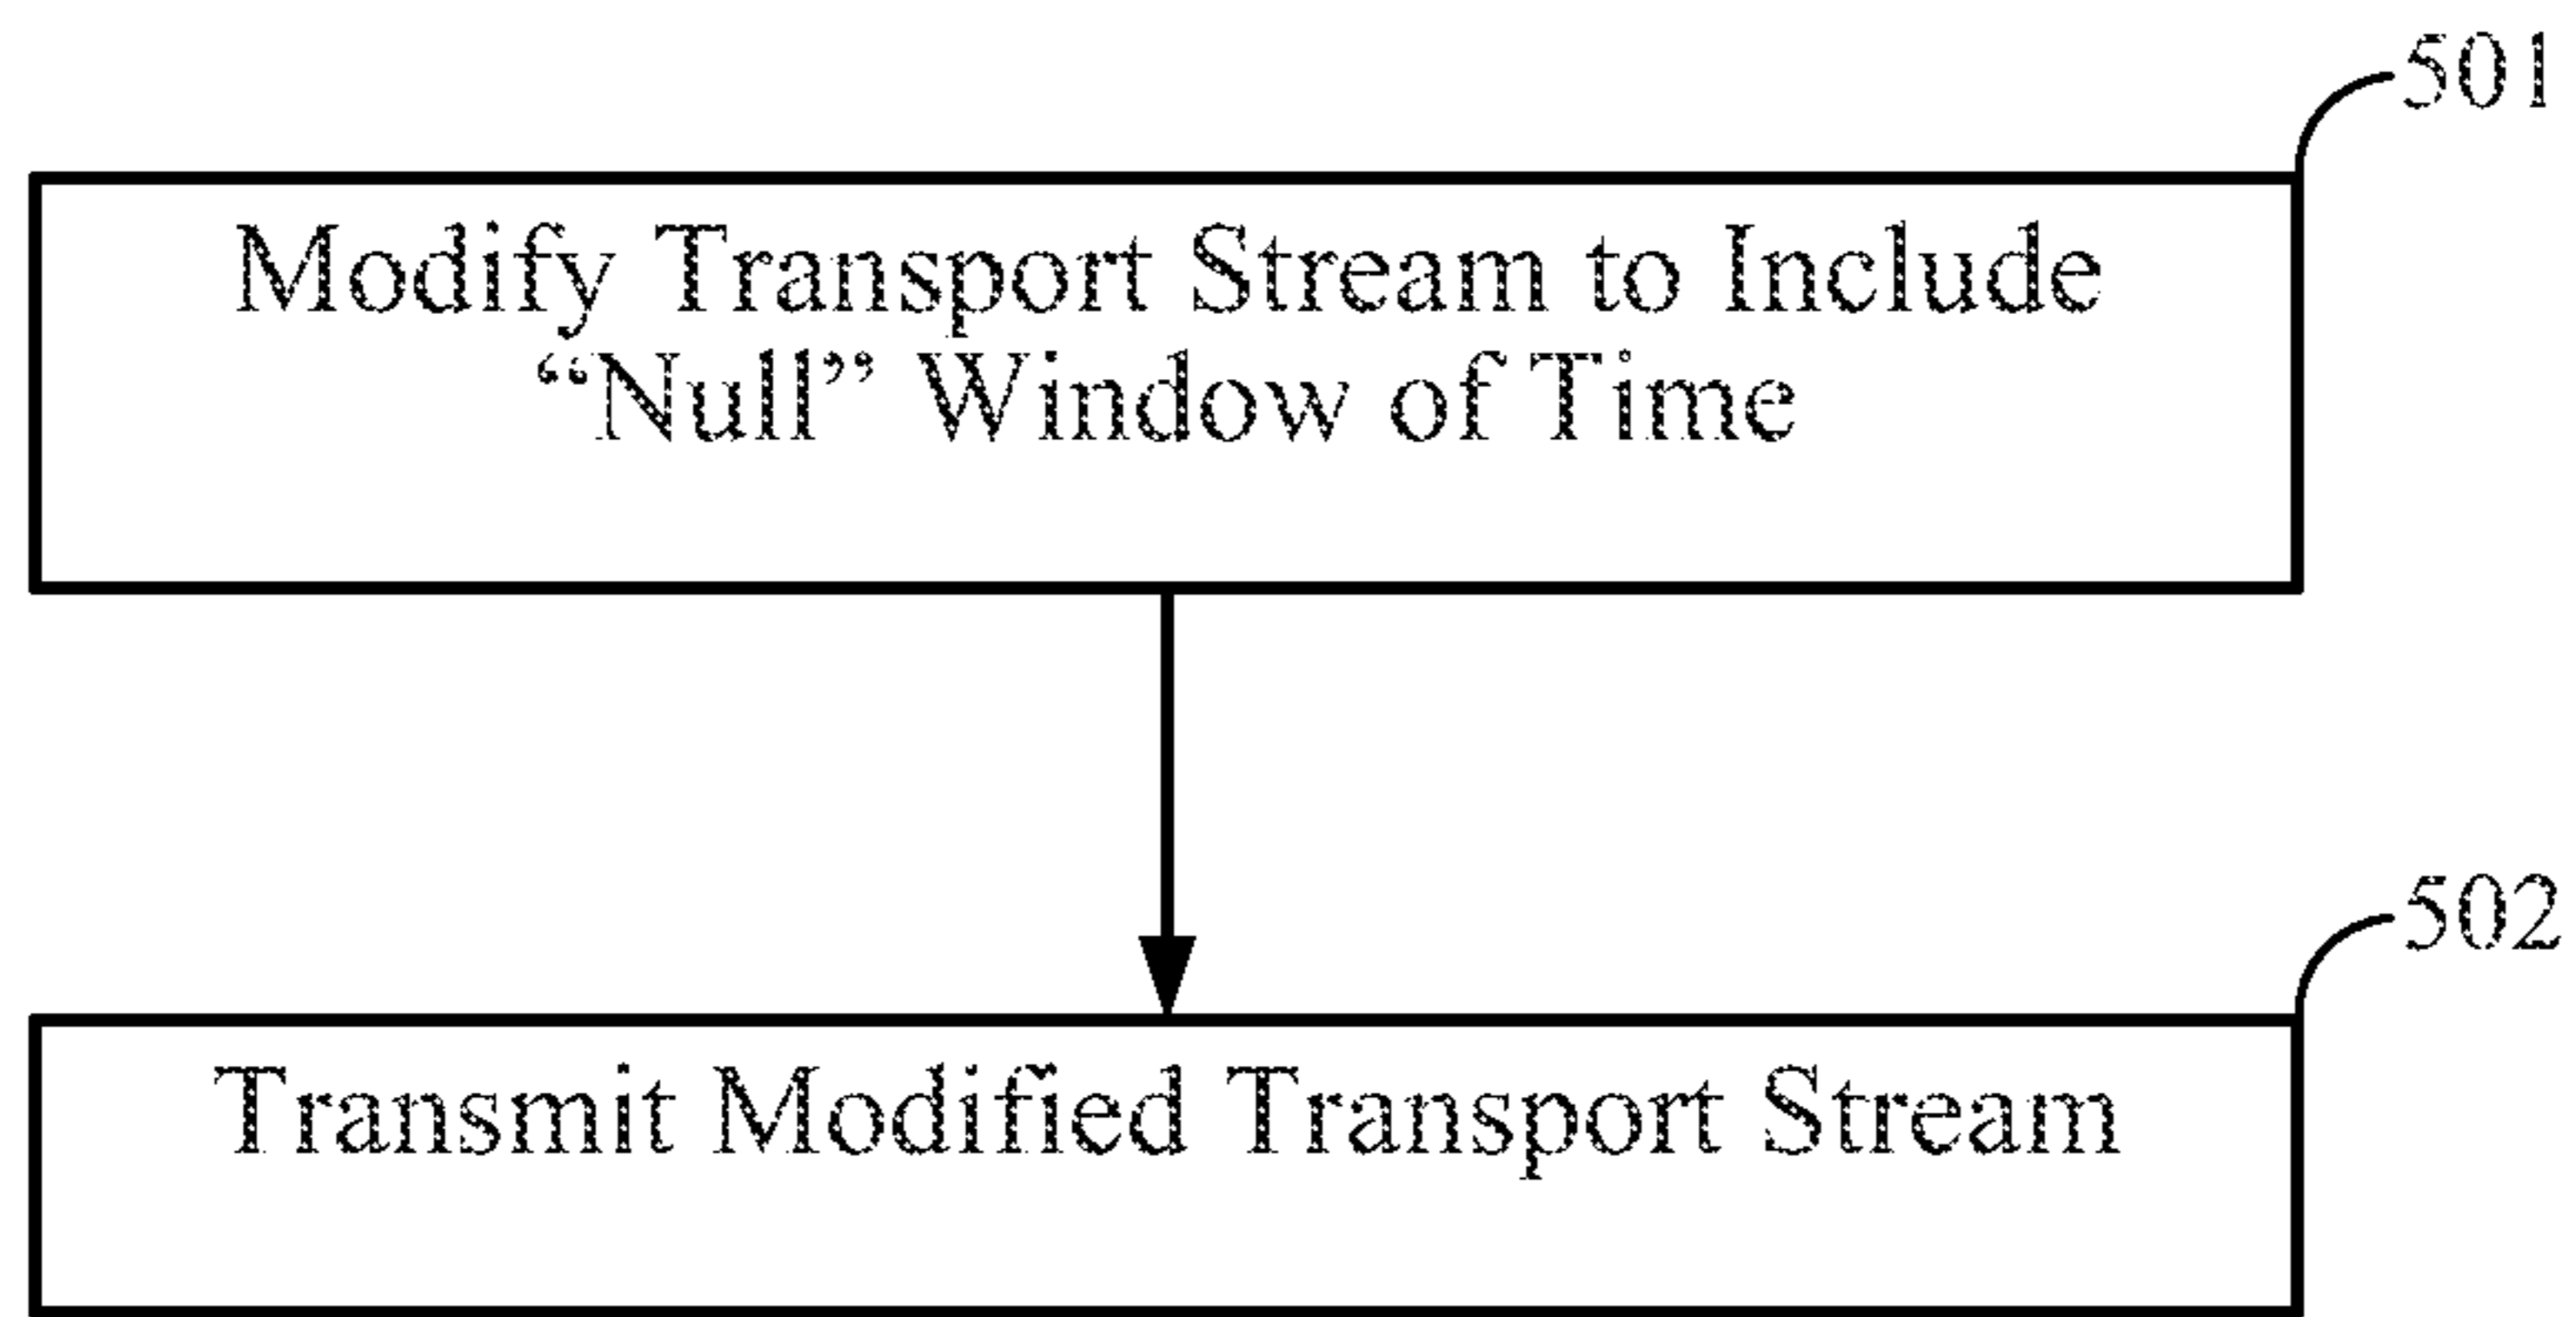 501
Modify Transport Stream to Include
“Null” Window of Time
502
Transmit Modified Transport Stream